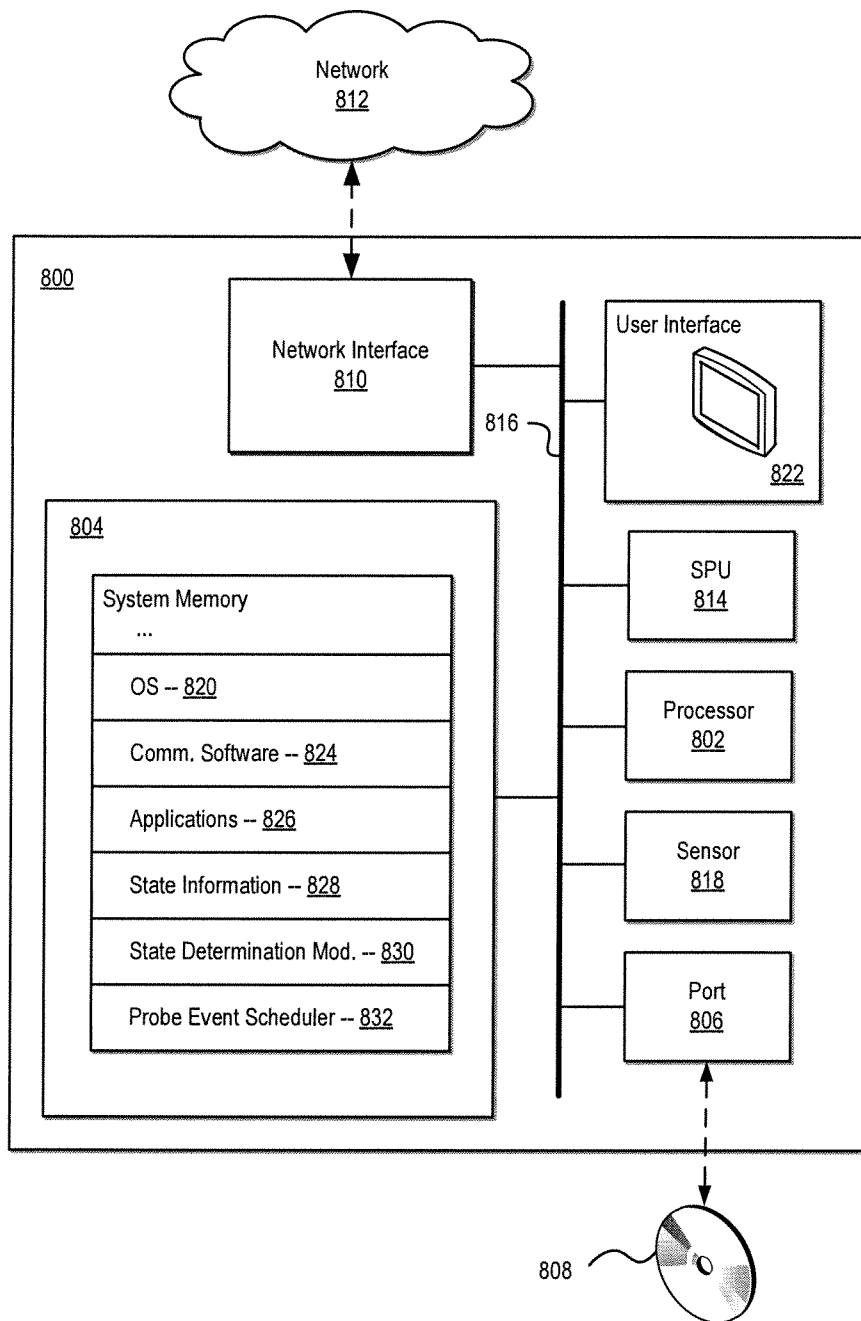 Network
812
800
Network Interface
810
User Interface
822
816
804
System Memory
...
OS -- 820
Comm. Software -- 824
Applications -- 826
State Information -- 828
State Determination Mod. -- 830
Probe Event Scheduler -- 832
SPU
814
Processor
802
Sensor
818
Port
806
808